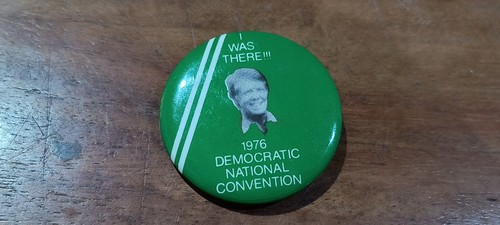 I
WAS
THERE!!!
1976
DEMOCRATIC
NATIONAL
CONVENTION